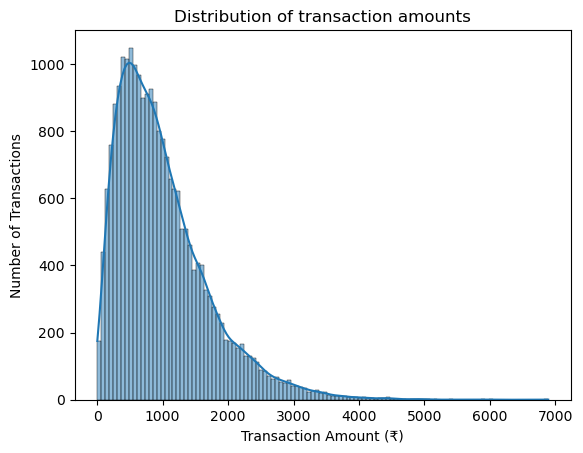 Distribution of transaction amounts
Number of Transactions
1000
800
600
400
200
0
0 1000 2000 3000 4000 5000 6000 7000
Transaction Amount (₹)